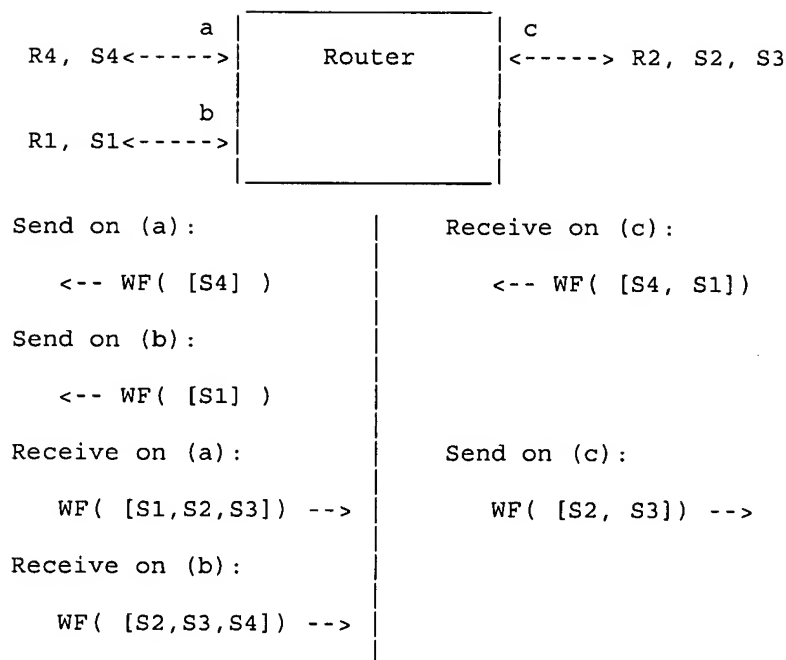 a c
R4, S4<-----> Router <-----> R2, S2, S3
b
R1, S1<----->
Send on (a): Receive on (c):
<-- WF( [S4] ) <-- WF( [S4, S1])
Send on (b):
<-- WF( [S1] )
Receive on (a): Send on (c):
WF( [S1,S2,S3]) --> WF( [S2, S3]) -->
Receive on (b):
WF( [S2,S3,S4]) -->